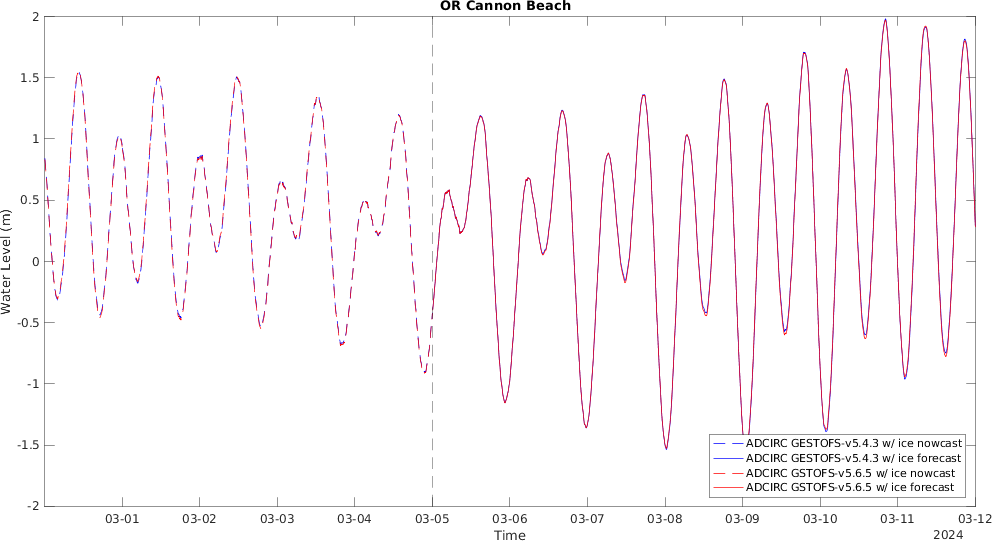 OR Cannon Beach
2
1.5
1
0.5
0
-0.5
-1
-1.5
-2
Water Level (m)
ADCIRC GESTOFS-v5.4.3 w/ ice nowcast
ADCIRC GESTOFS-v5.4.3 w/ ice forecast
ADCIRC GSTOFS-v5.6.5 w/ ice nowcast
ADCIRC GSTOFS-v5.6.5 w/ ice forecast
03-01 03-02 03-03 03-04 03-05 03-06 03-07 03-08 03-09 03-10 03-11 03-12
Time
2024